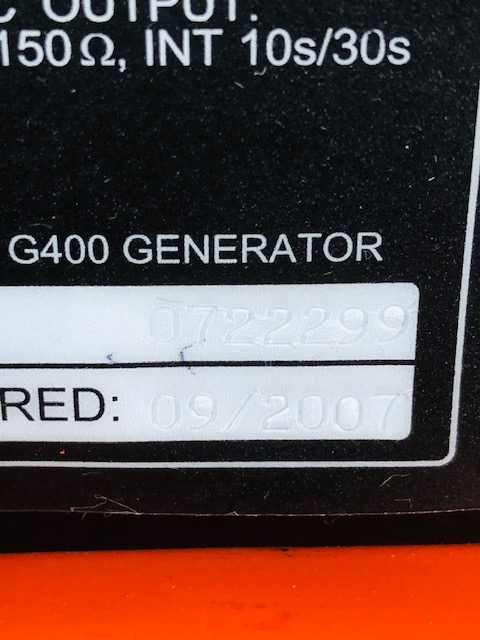 C OUTPUT:
150Ω, INT 10s/30s
G400 GENERATOR
0722299
RED: 09/2007